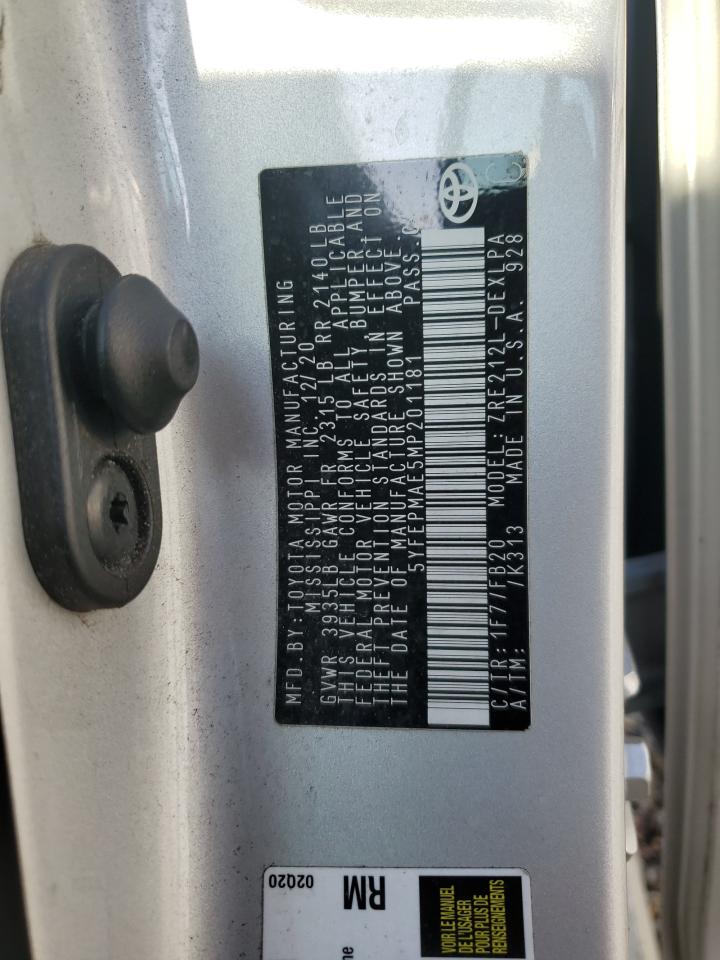 MFD.BY:TOYOTA MOTOR MANUFACTURING
MISSISSIPPI INC. 12/20
GVWR 3935LB GAWR FR 2315 LB RR 2140 LB
THIS VEHICLE CONFORMS TO ALL APPLICABLE
FEDERAL MOTOR VEHICLE SAFETY, BUMPER, AND
THEFT PREVENTION STANDARDS IN EFFECT ON
THE DATE OF MANUFACTURE SHOWN ABOVE.
5YFEPMAE5MP201181 PASS.C
C/TR: 1F7/FB20 MODEL: ZRE212L-DEXLPA
A/TM: /K313 MADE IN U.S.A. 928
02Q20
RM
VOIR LE MANUEL
DE L'USAGER
POUR PLUS DE
RENSEIGNEMENTS